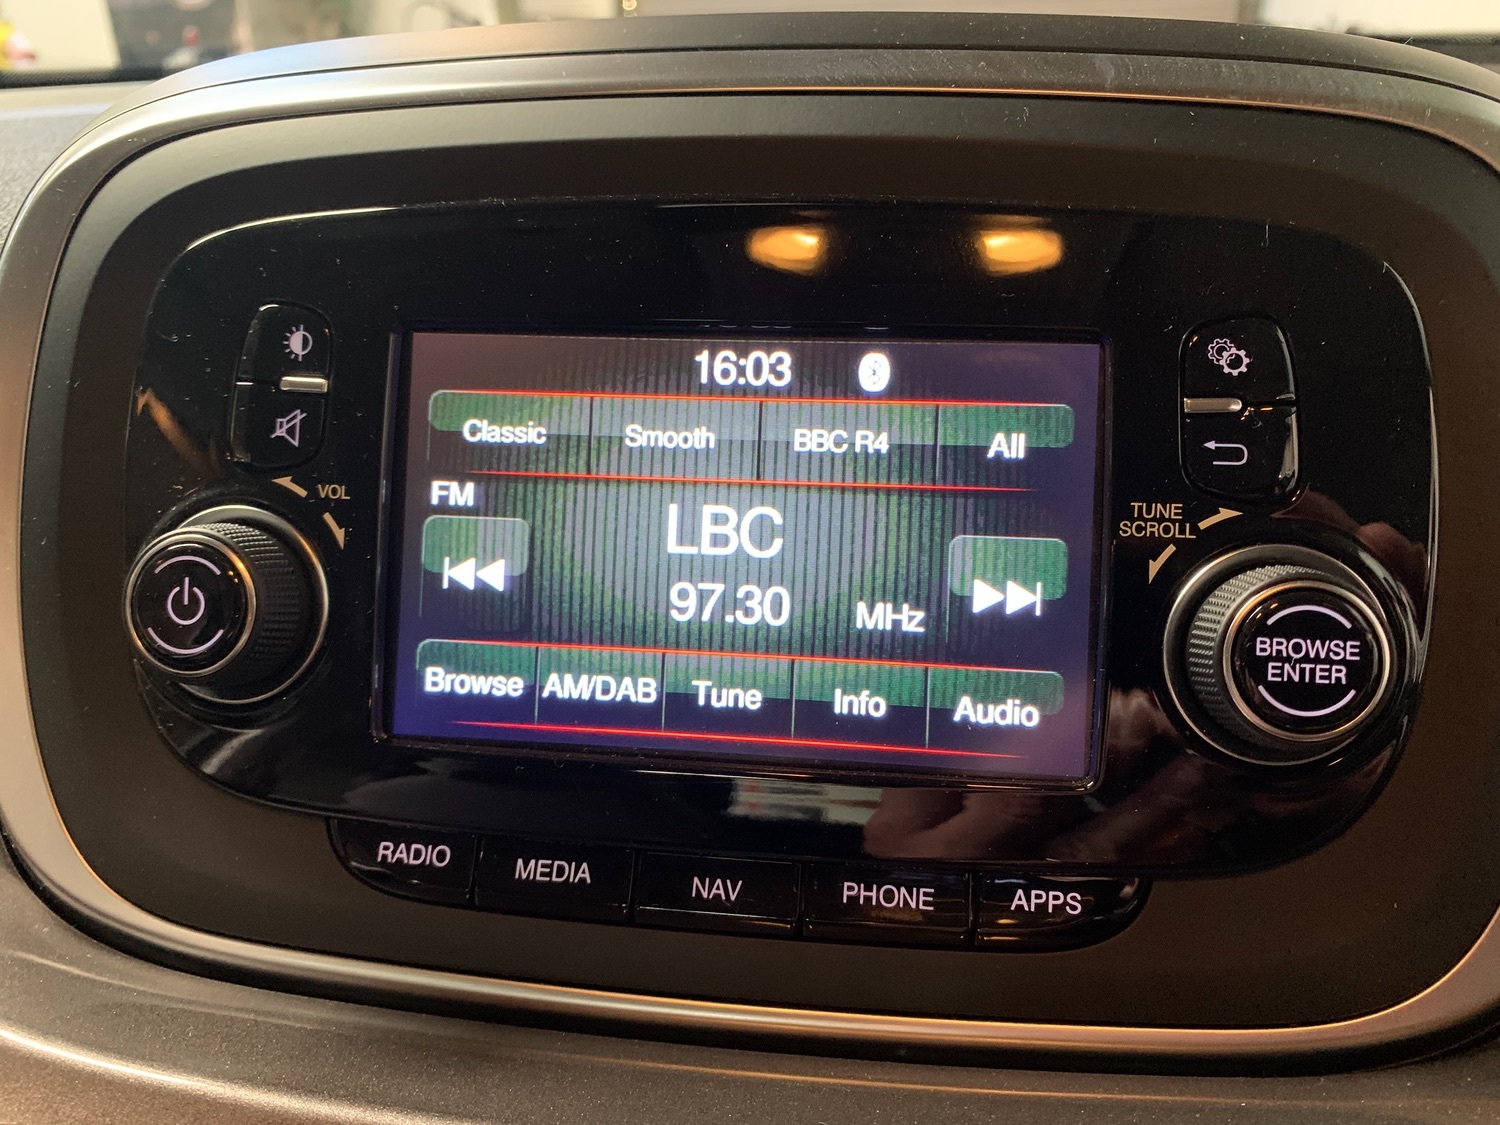 16:03
Classic Smooth BBC R4 All
FM
LBC
97.30 MHz
Browse AM/DAB Tune Info Audio
VOL
TUNE
SCROLL
BROWSE
ENTER
RADIO MEDIA NAV PHONE APPS